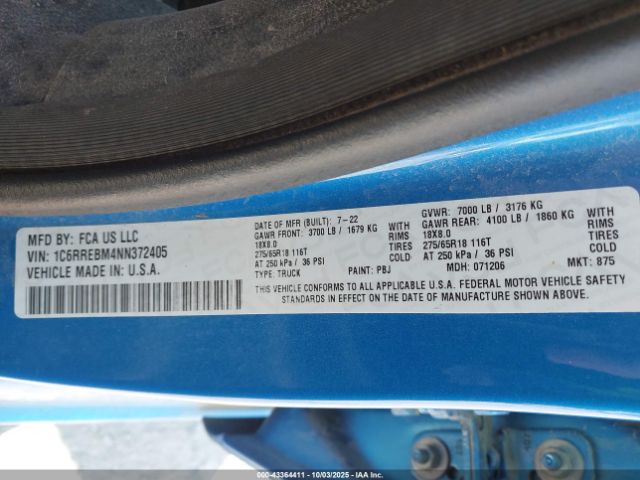 MFD BY: FCA US LLC
VIN: 1C6RREBM4NN372405
VEHICLE MADE IN: U.S.A.
DATE OF MFR (BUILT): 7-22
GAWR FRONT: 3700 LB / 1679 KG WITH
18X8.0 RIMS
275/65R18 116T TIRES
AT 250 kPa / 36 PSI COLD
TYPE: TRUCK PAINT: PBJ
GVWR: 7000 LB / 3176 KG
GAWR REAR: 4100 LB / 1860 KG WITH
18X8.0 RIMS
275/65R18 116T TIRES
AT 250 kPa / 36 PSI COLD
MDH: 071206 MKT: 875
THIS VEHICLE CONFORMS TO ALL APPLICABLE U.S.A. FEDERAL MOTOR VEHICLE SAFETY
STANDARDS IN EFFECT ON THE DATE OF MANUFACTURE SHOWN ABOVE.
000-43364411 - 10/03/2025 - IAA, Inc.